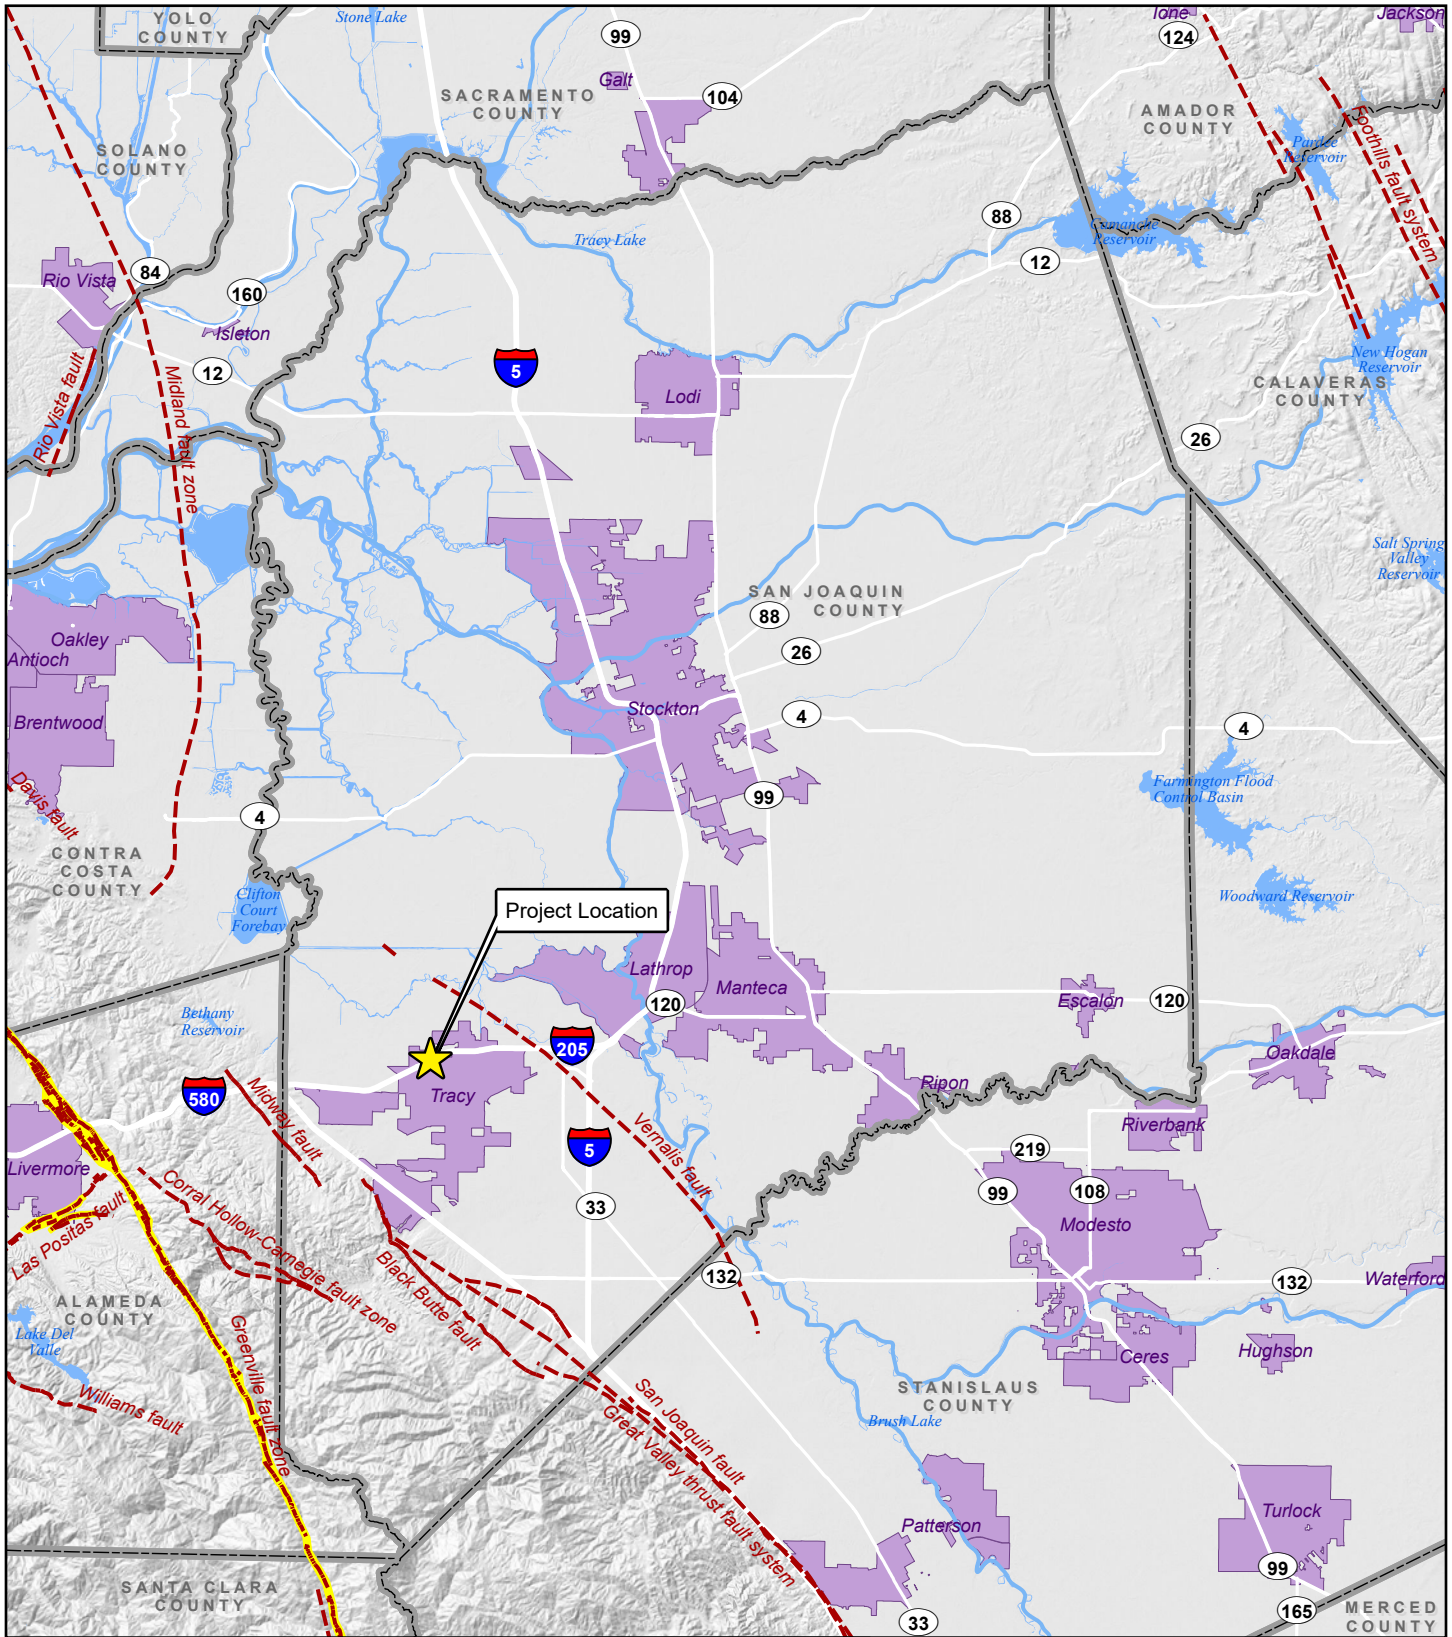 YOLO
COUNTY
Stone Lake
99
Ione
124
Jackson
Galt
104
SACRAMENTO
COUNTY
AMADOR
COUNTY
Foothills fault system
Pardee
Reservoir
SOLANO
COUNTY
88
Camanche
Reservoir
12
Tracy Lake
Rio Vista
84
160
Isleton
12
5
Rio Vista fault
Midland fault zone
Lodi
New Hogan
Reservoir
CALAVERAS
COUNTY
26
Salt Spring
Valley
Reservoir
SAN JOAQUIN
COUNTY
88
26
Oakley
Antioch
Brentwood
Stockton
4
4
Davis fault
99
Farmington Flood
Control Basin
4
CONTRA
COSTA
COUNTY
Clifton
Court
Forebay
Woodward Reservoir
Project Location
Lathrop
Manteca
120
Escalon
120
Bethany
Reservoir
205
Oakdale
580
Midway fault
Tracy
Ripon
5
Vernalis fault
Riverbank
219
Livermore
Las Positas fault
Corral Hollow-Carnegie fault zone
33
99
108
Modesto
Black Butte fault
132
132
Waterford
ALAMEDA
COUNTY
Lake Del
Valle
Greenville fault zone
Ceres
Hughson
Williams fault
San Joaquin fault
Great Valley thrust fault system
STANISLAUS
COUNTY
Brush Lake
Patterson
Turlock
99
SANTA CLARA
COUNTY
33
165
MERCED
COUNTY